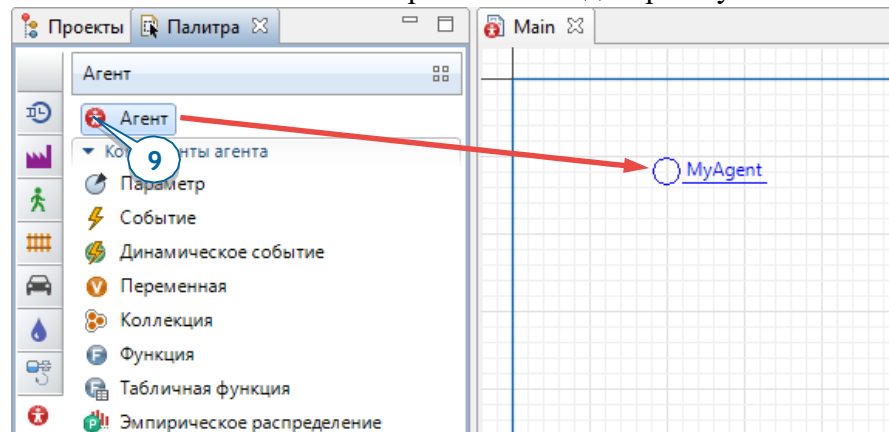 Проекты Палитра Main
Агент
Агент
9
MyAgent
Параметр
агента
Событие
Динамическое событие
Переменная
Коллекция
Функция
Табличная функция
Эмпирическое распределение